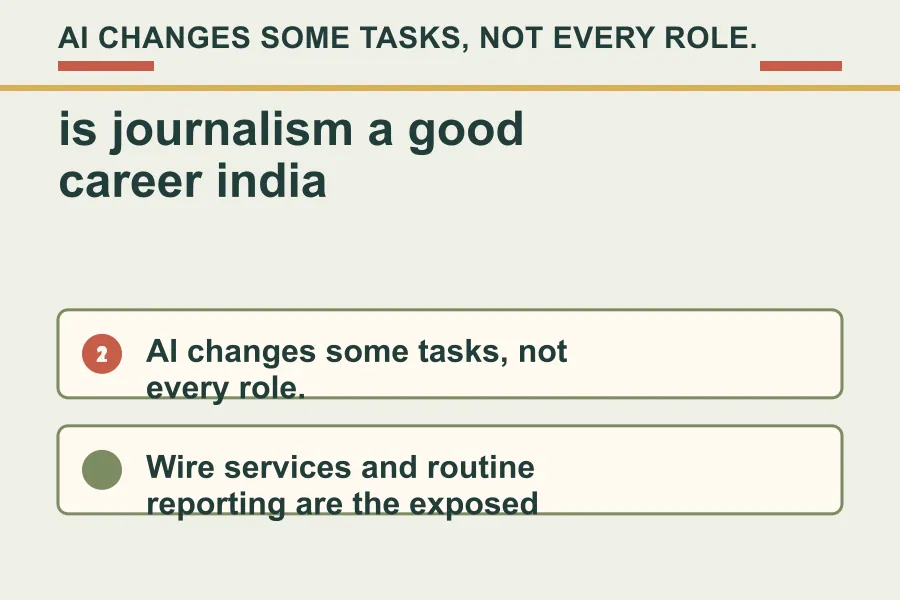 AI CHANGES SOME TASKS, NOT EVERY ROLE.
is journalism a good
career india
2
AI changes some tasks, not
every role.
Wire services and routine
reporting are the exposed